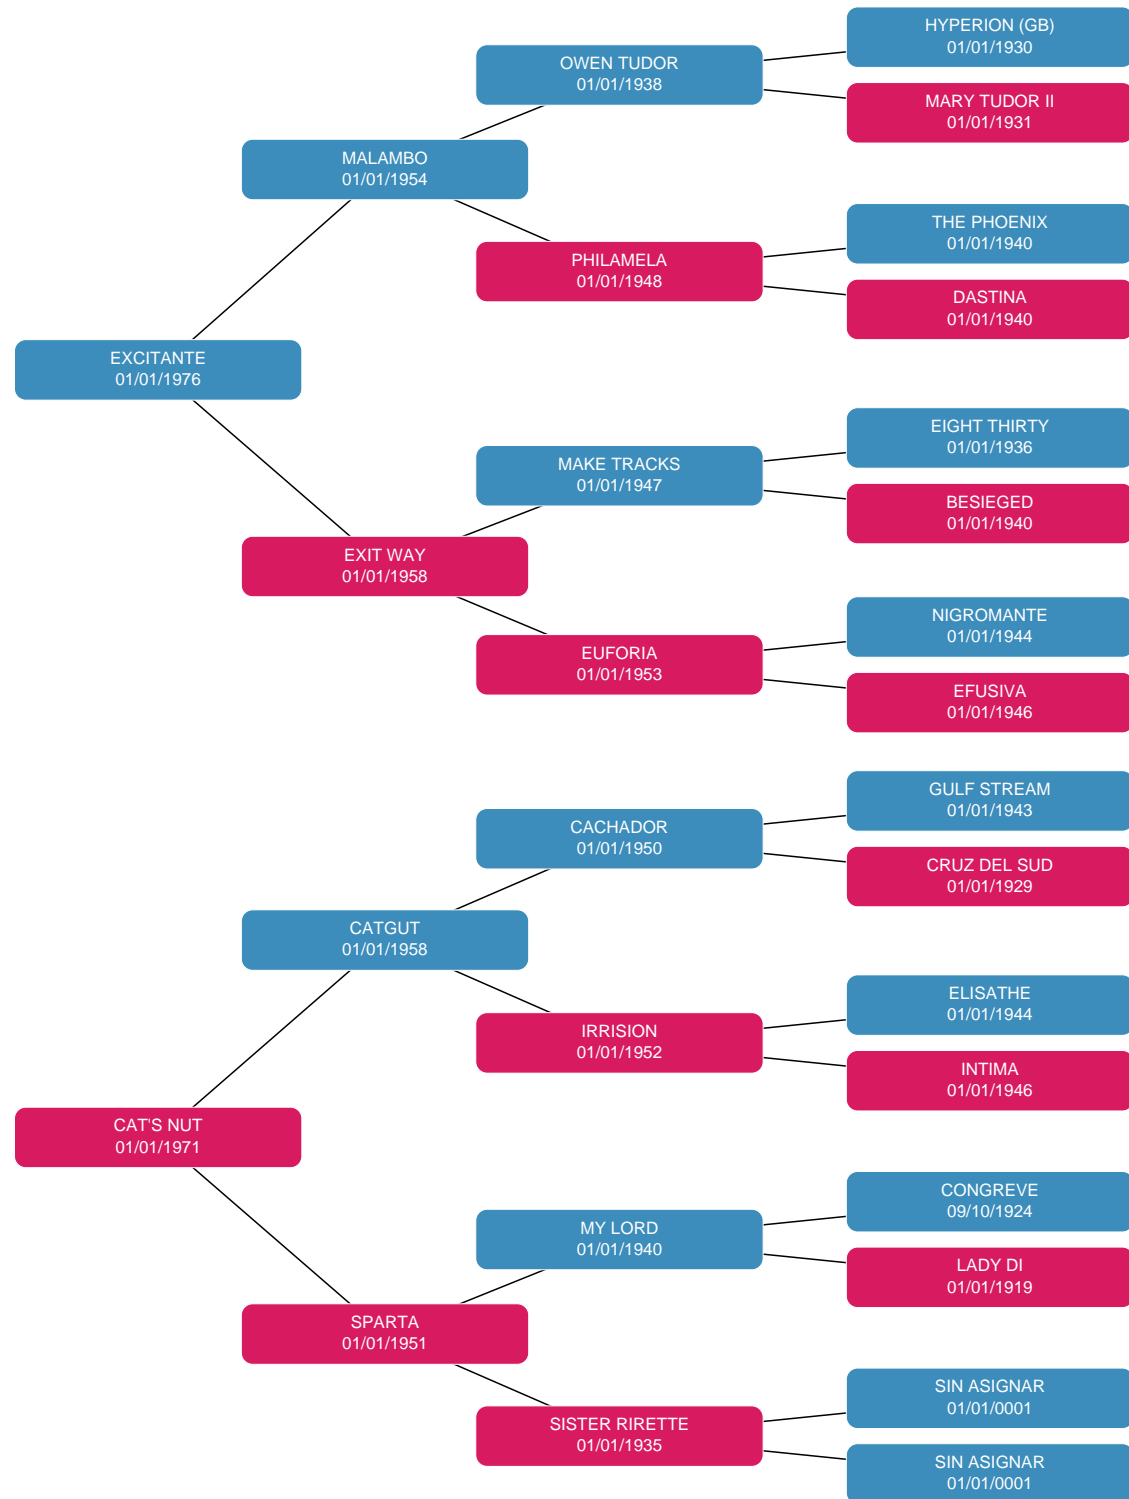 HYPERION (GB)
01/01/1930
OWEN TUDOR
01/01/1938
MARY TUDOR II
01/01/1931
MALAMBO
01/01/1954
THE PHOENIX
01/01/1940
PHILAMELA
01/01/1948
DASTINA
01/01/1940
EXCITANTE
01/01/1976
EIGHT THIRTY
01/01/1936
MAKE TRACKS
01/01/1947
BESIEGED
01/01/1940
EXIT WAY
01/01/1958
NIGROMANTE
01/01/1944
EUFORIA
01/01/1953
EFUSIVA
01/01/1946
GULF STREAM
01/01/1943
CACHADOR
01/01/1950
CRUZ DEL SUD
01/01/1929
CATGUT
01/01/1958
ELISATHE
01/01/1944
IRRISION
01/01/1952
INTIMA
01/01/1946
CAT'S NUT
01/01/1971
CONGREVE
09/10/1924
MY LORD
01/01/1940
LADY DI
01/01/1919
SPARTA
01/01/1951
SIN ASIGNAR
01/01/0001
SISTER RIRETTE
01/01/1935
SIN ASIGNAR
01/01/0001